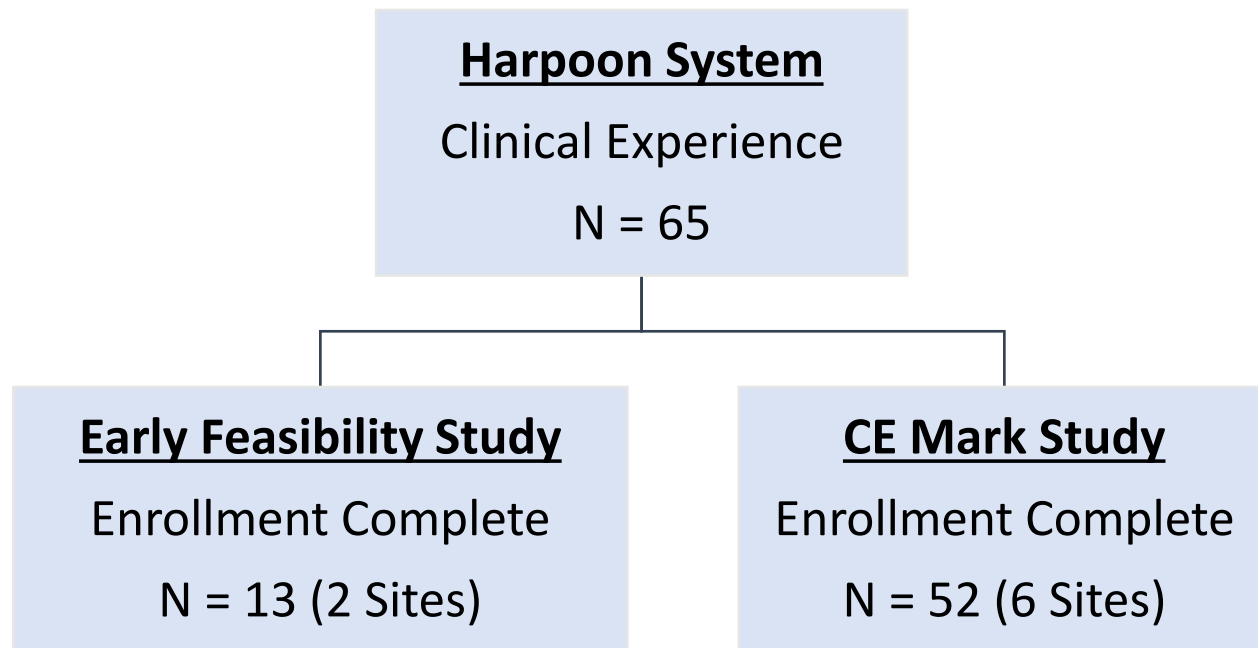 Harpoon System
Clinical Experience
N = 65
Early Feasibility Study
Enrollment Complete
N = 13 (2 Sites)
CE Mark Study
Enrollment Complete
N = 52 (6 Sites)